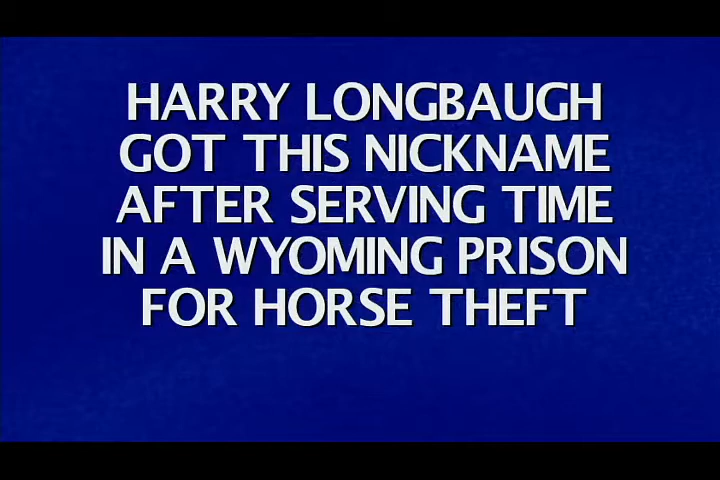 HARRY LONGBAUGH
GOT THIS NICKNAME
AFTER SERVING TIME
IN A WYOMING PRISON
FOR HORSE THEFT